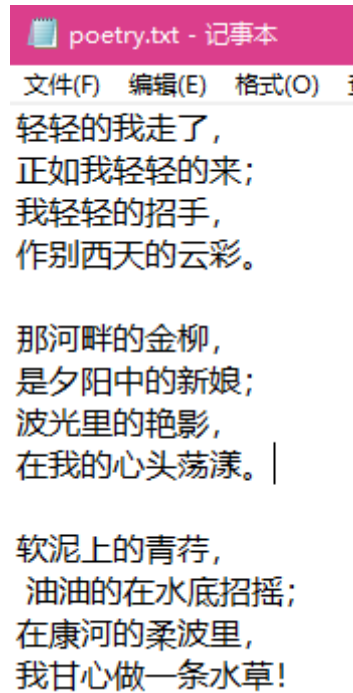 poetry.txt - 记事本
文件(F) 编辑(E) 格式(O)
轻轻的我走了，
正如我轻轻的来；
我轻轻的招手，
作别西天的云彩。
那河畔的金柳，
是夕阳中的新娘；
波光里的艳影，
在我的心头荡漾。
软泥上的青荇，
油油的在水底招摇；
在康河的柔波里，
我甘心做一条水草！